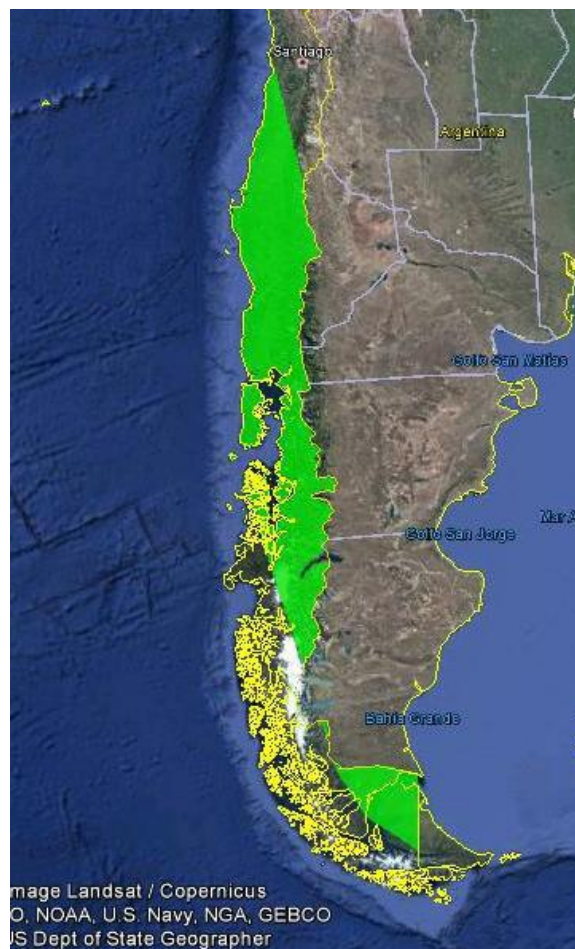 Santiago
Argentina
Golfo San Matías
Golfo San Jorge
Mar A
Bahía Grande
mage Landsat / Copernicus
O, NOAA, U.S. Navy, NGA, GEBCO
US Dept of State Geographer